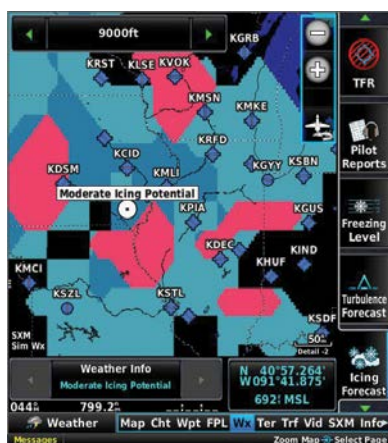 9000ft
KGRB
KRST
KLSE
KVOK
TFR
KMSN
KMKE
Pilot
Reports
KRFD
KCID
KDSM
KMLI
KGYY
KSBN
Moderate Icing Potential
Freezing
Level
KPIA
KGUS
KDEC
KIND
KMCI
KHUF
Turbulence
Forecast
KSZL
KSTL
KSDF
SXM
Sim Wx
50
Detail -2
Weather Info
Moderate Icing Potential
N 40°57.264'
W091°41.875'
692 MSL
Icing
Forecast
044
799.2
Weather
Map Cht Wpt FPL Wx Ter Trf Vid SXM Info
Messages
Zoom Map
Select Page